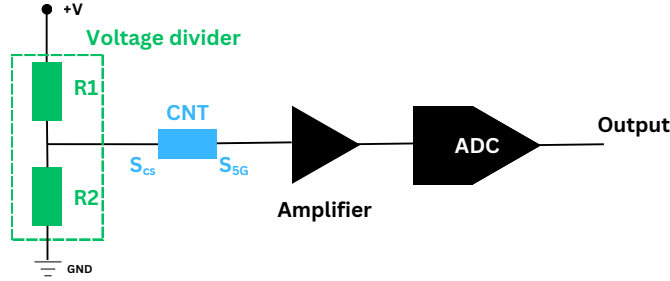 +V
Voltage divider
R1
CNT
S_cs
S_5G
R2
ADC
Output
Amplifier
GND